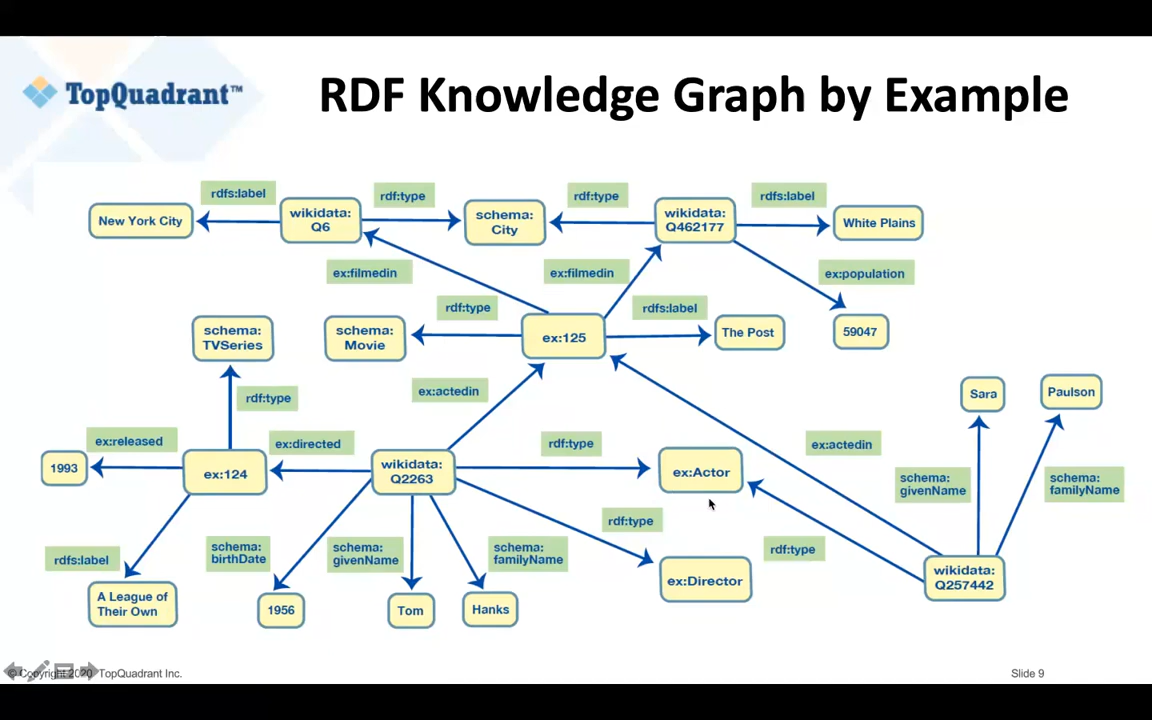 TopQuadrant™
RDF Knowledge Graph by Example
rdfs:label
rdf:type
rdf:type
rdfs:label
New York City
wikidata:
Q6
schema:
City
wikidata:
Q462177
White Plains
ex:filmedin
ex:filmedin
ex:population
rdf:type
rdfs:label
schema:
TVSeries
schema:
Movie
ex:125
The Post
59047
ex:actedin
rdf:type
Sara
Paulson
ex:released
ex:directed
rdf:type
ex:actedin
1993
ex:124
wikidata:
Q2263
ex:Actor
schema:
givenName
schema:
familyName
rdf:type
rdfs:label
schema:
birthDate
schema:
givenName
schema:
familyName
rdf:type
ex:Director
wikidata:
Q257442
A League of
Their Own
1956
Tom
Hanks
© Copyright 2020 TopQuadrant Inc.
Slide 9